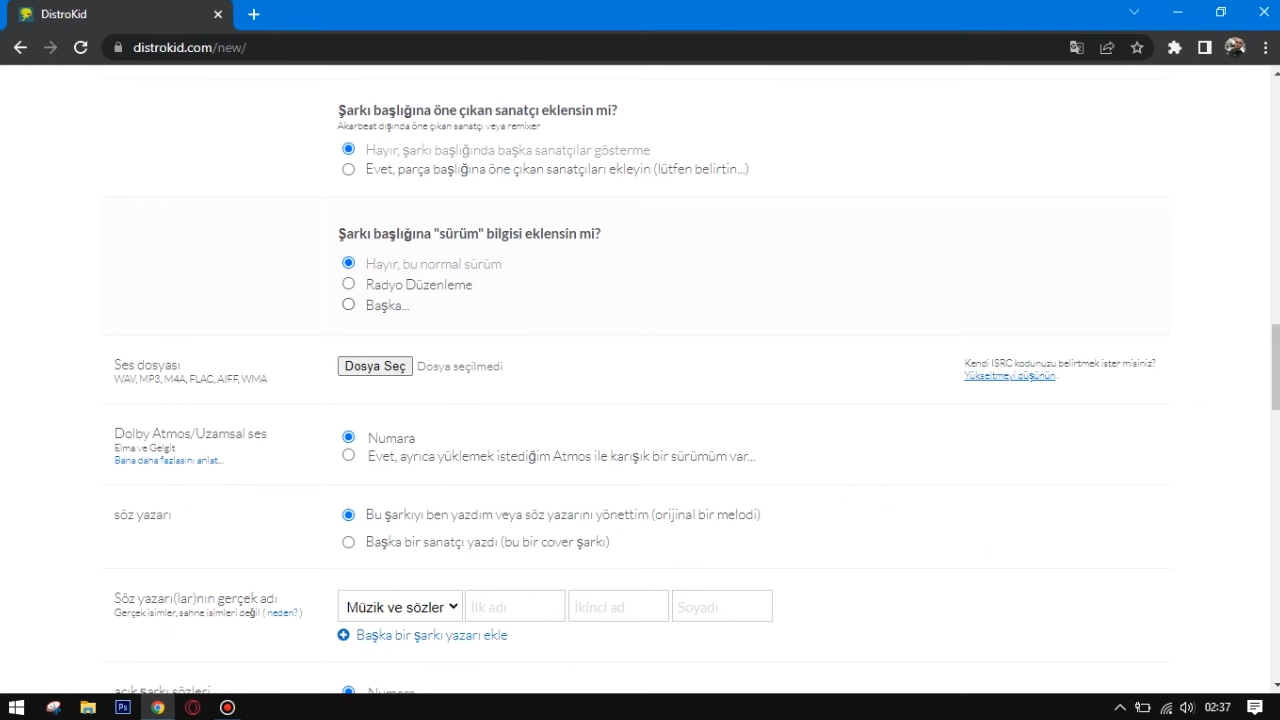 DistroKid
distrokid.com/new/
Şarkı başlığına öne çıkan sanatçı eklensin mi?
Akarbeat dışında öne çıkan sanatçı veya remixer
Hayır, şarkı başlığında başka sanatçılar gösterme
Evet, parça başlığına öne çıkan sanatçıları ekleyin (lütfen belirtin...)
Şarkı başlığına "sürüm" bilgisi eklensin mi?
Hayır, bu normal sürüm
Radyo Düzenleme
Başka...
Ses dosyası
WAV, MP3, M4A, FLAC, AIFF, WMA
Dosya Seç Dosya seçilmedi
Kendi ISRC kodunuzu belirtmek ister misiniz?
Yükseltmeyi düşünün .
Dolby Atmos/Uzamsal ses
Elma ve Gelgit
Bana daha fazlasını anlat...
Numara
Evet, ayrıca yüklemek istediğim Atmos ile karışık bir sürümüm var...
söz yazarı
Bu şarkıyı ben yazdım veya söz yazarını yönettim (orijinal bir melodi)
Başka bir sanatçı yazdı (bu bir cover şarkı)
Söz yazarı(lar)nın gerçek adı
Gerçek isimler, sahne isimleri değil ( neden? )
Müzik ve sözler İlk adı İkinci ad Soyadı
Başka bir şarkı yazarı ekle
açık şarkı sözleri
Numara
Ps
02:37